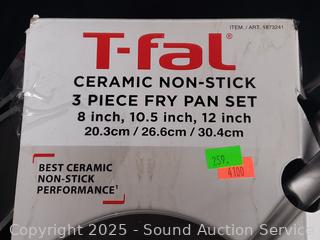 ITEM. / ART. 1873241
T-fal
CERAMIC NON-STICK
3 PIECE FRY PAN SET
8 inch, 10.5 inch, 12 inch
20.3cm / 26.6cm / 30.4cm
259.
4100
BEST CERAMIC
NON-STICK
PERFORMANCE¹
Copyright 2025 - Sound Auction Service